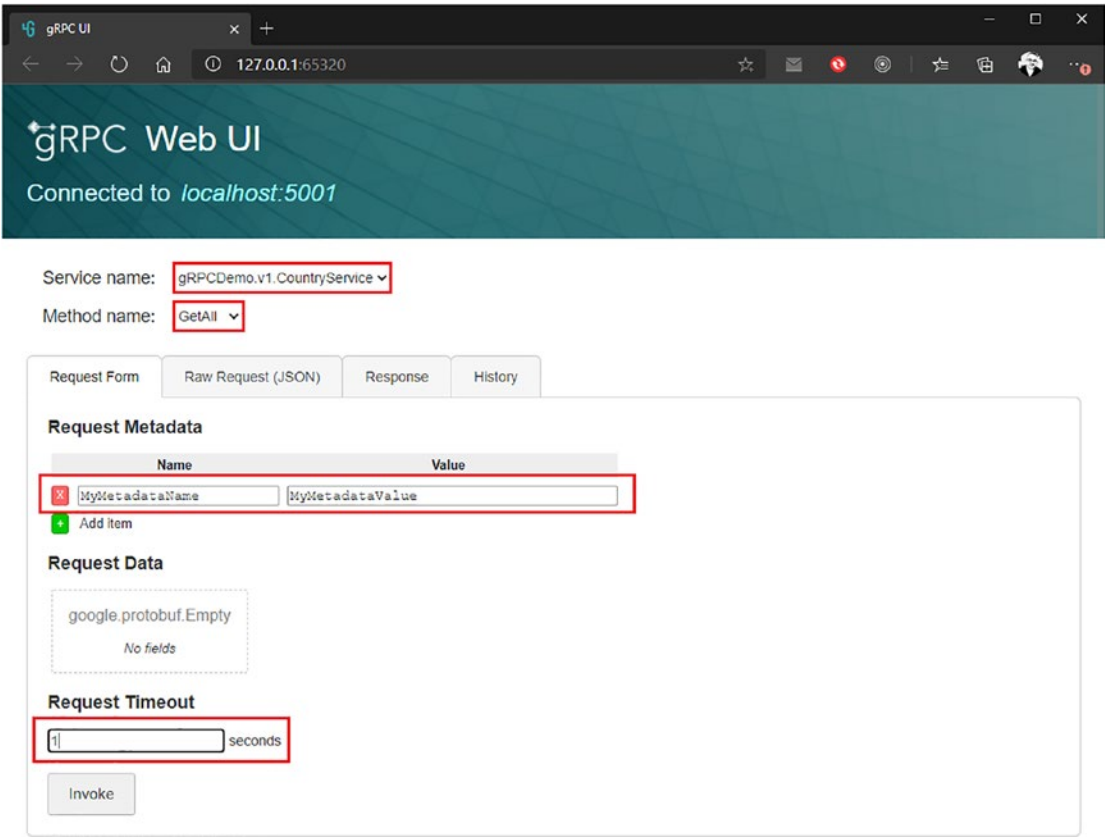 gRPC UI
127.0.0.1:65320
gRPC Web UI
Connected to localhost:5001
Service name: gRPCDemo.v1.CountryService
Method name: GetAll
Request Form Raw Request (JSON) Response History
Request Metadata
Name Value
X MyMetadataName MyMetadataValue
+ Add item
Request Data
google.protobuf.Empty
No fields
Request Timeout
1 seconds
Invoke